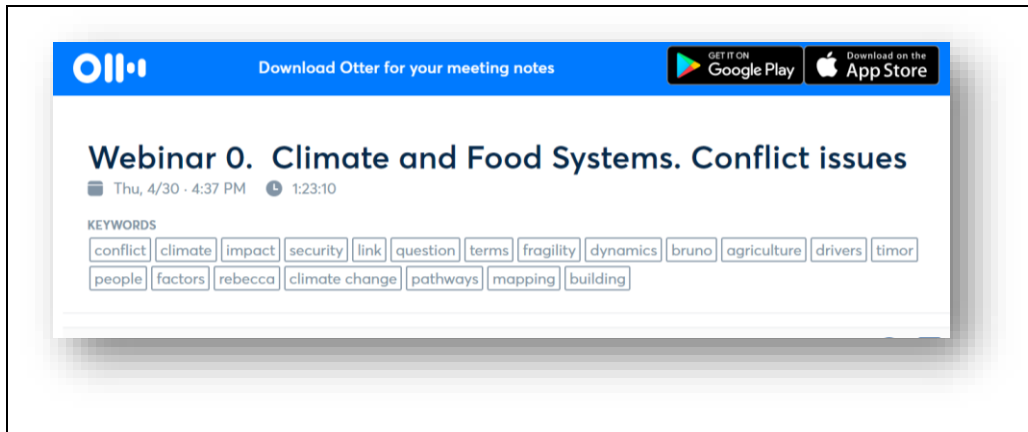 Download Otter for your meeting notes
GET IT ON
Google Play
Download on the
App Store
Webinar 0. Climate and Food Systems. Conflict issues
Thu, 4/30 · 4:37 PM 1:23:10
KEYWORDS
conflict climate impact security link question terms fragility dynamics bruno agriculture drivers timor
people factors rebecca climate change pathways mapping building